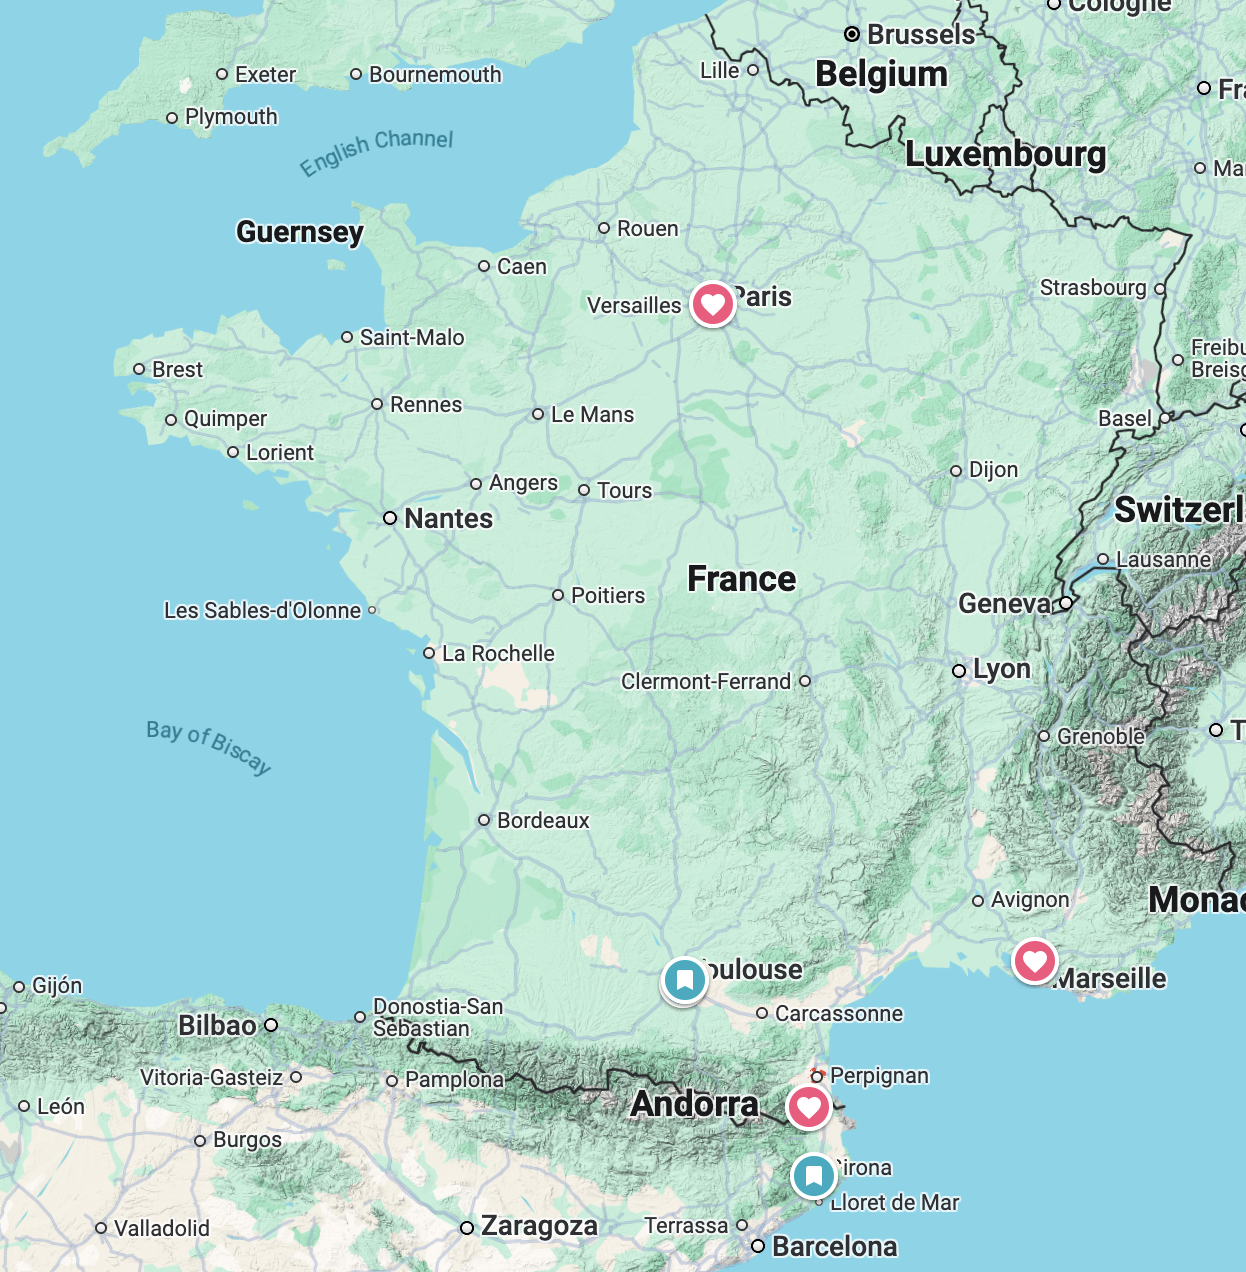 Cologne
Brussels
Lille
Belgium
Exeter
Bournemouth
Plymouth
English Channel
Luxembourg
Guernsey
Rouen
Caen
Paris
Versailles
Strasbourg
Saint-Malo
Brest
Rennes
Le Mans
Quimper
Basel
Lorient
Dijon
Angers
Tours
Nantes
Switzerl
Lausanne
France
Poitiers
Geneva
Les Sables-d'Olonne
La Rochelle
Lyon
Clermont-Ferrand
Bay of Biscay
Grenoble
Bordeaux
Avignon
Monac
oulouse
Marseille
Gijón
Donostia-San
Sebastian
Bilbao
Carcassonne
Vitoria-Gasteiz
Pamplona
Perpignan
León
Andorra
Burgos
Girona
Lloret de Mar
Valladolid
Zaragoza
Terrassa
Barcelona
Fra
Mai
Freibu
Breisg
T